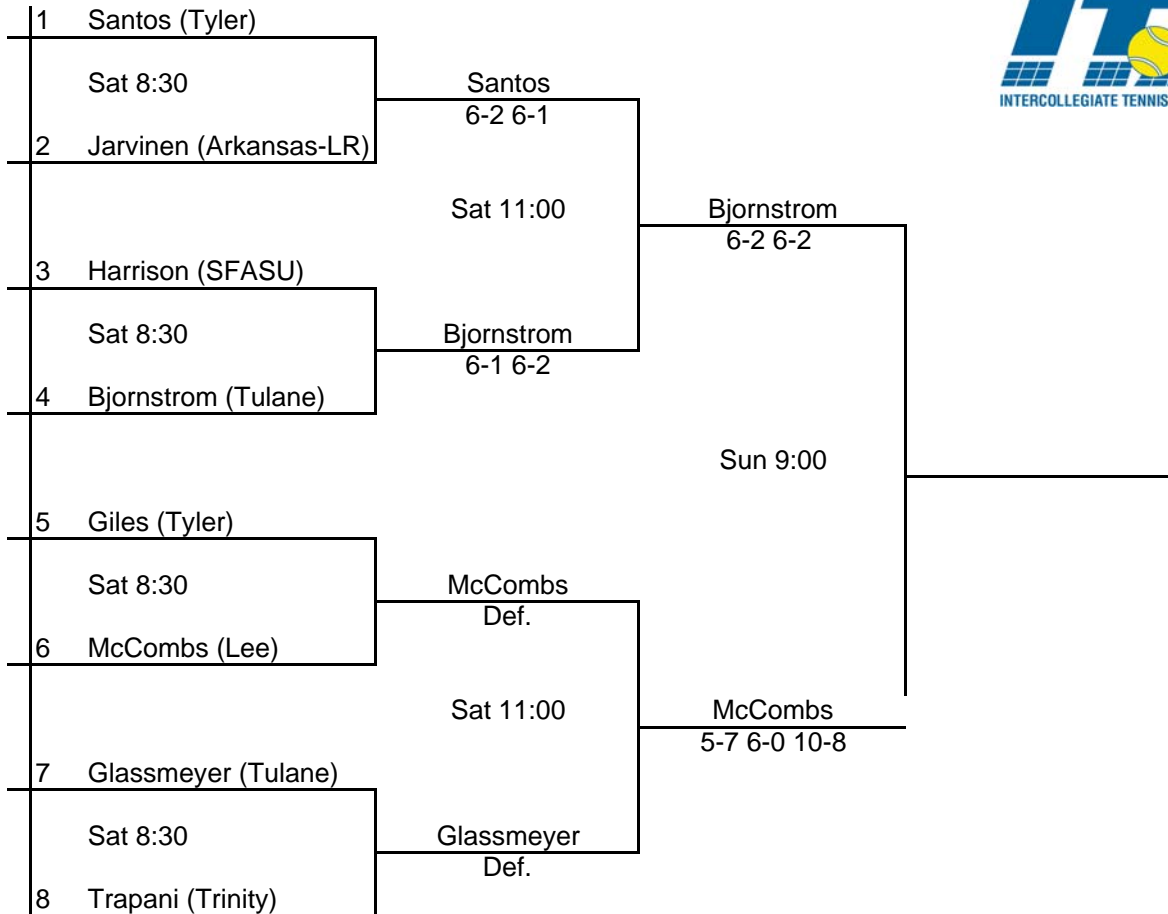 1 Santos (Tyler)
Sat 8:30
Santos
6-2 6-1
2 Jarvinen (Arkansas-LR)
Sat 11:00
Bjornstrom
6-2 6-2
3 Harrison (SFASU)
Sat 8:30
Bjornstrom
6-1 6-2
4 Bjornstrom (Tulane)
Sun 9:00
5 Giles (Tyler)
Sat 8:30
McCombs
Def.
6 McCombs (Lee)
Sat 11:00
McCombs
5-7 6-0 10-8
7 Glassmeyer (Tulane)
Sat 8:30
Glassmeyer
Def.
8 Trapani (Trinity)
IT
INTERCOLLEGIATE TENNIS